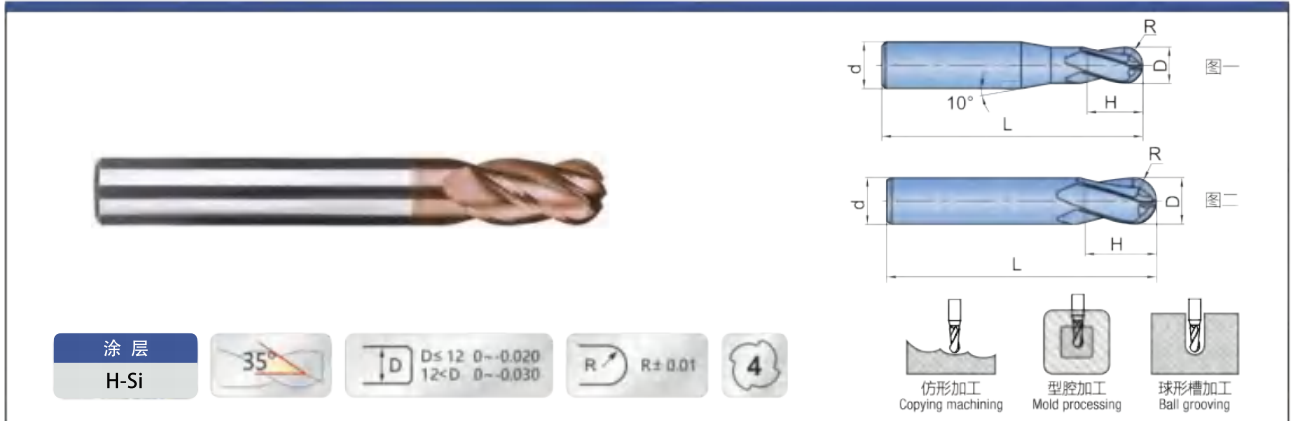 R
d
D
图一
10°
H
L
R
d
D
图二
H
L
涂 层
H-Si
35°
D
D≤ 12 0~-0.020
12<D 0~-0.030
R
R± 0.01
4
仿形加工
Copying machining
型腔加工
Mold processing
球形槽加工
Ball grooving